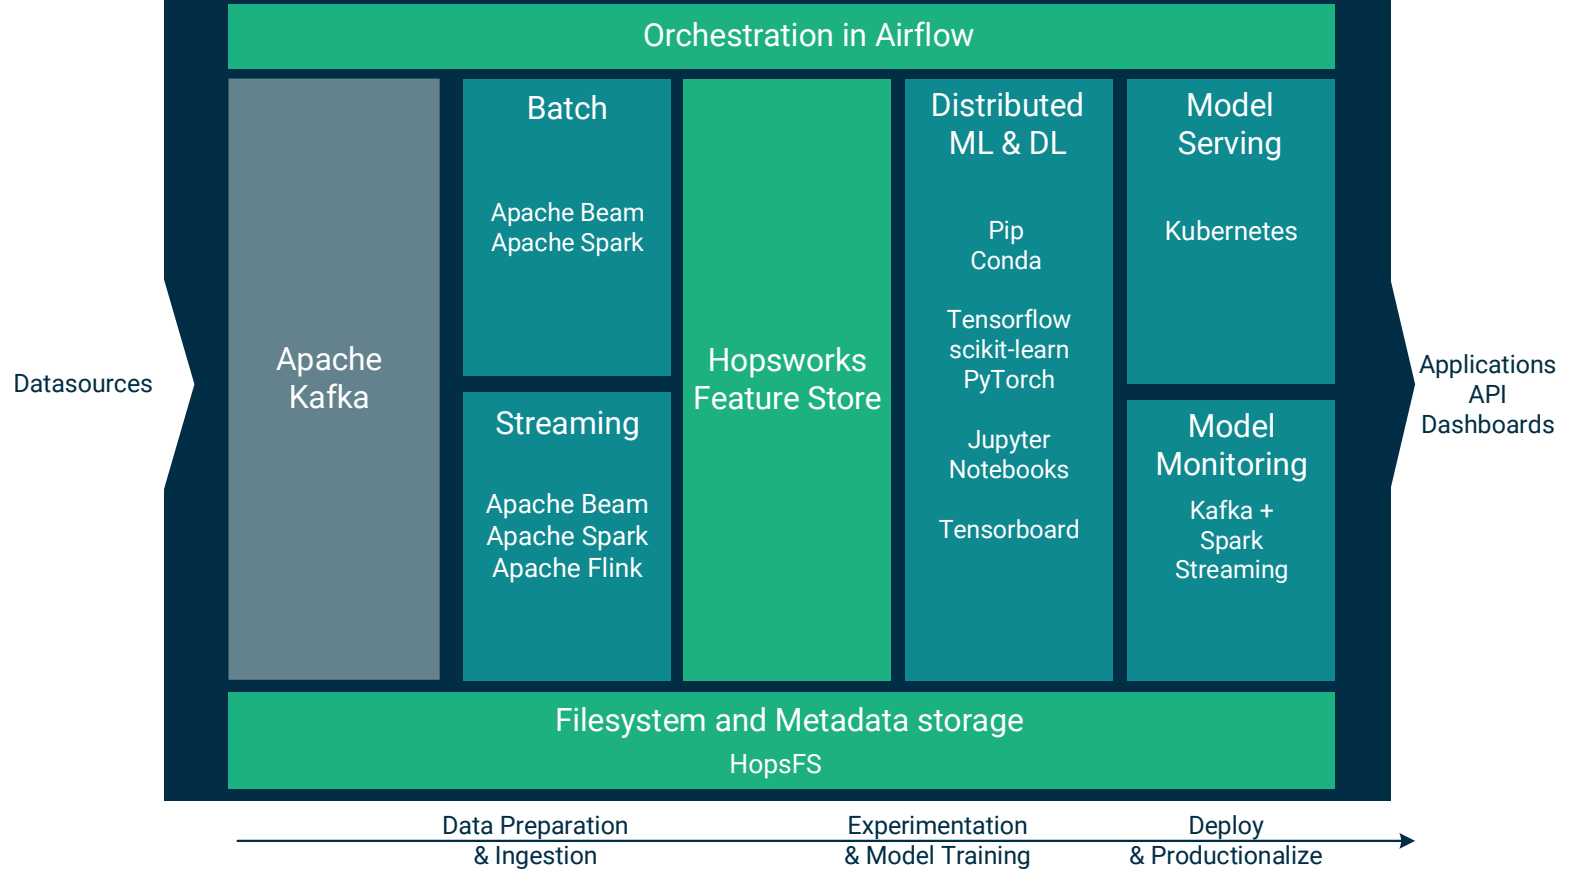 Orchestration in Airflow
Datasources
Apache
Kafka
Batch
Apache Beam
Apache Spark
Streaming
Apache Beam
Apache Spark
Apache Flink
Hopsworks
Feature Store
Distributed
ML & DL
Pip
Conda
Tensorflow
scikit-learn
PyTorch
Jupyter
Notebooks
Tensorboard
Model
Serving
Kubernetes
Model
Monitoring
Kafka +
Spark
Streaming
Applications
API
Dashboards
Filesystem and Metadata storage
HopsFS
Data Preparation
& Ingestion
Experimentation
& Model Training
Deploy
& Productionalize